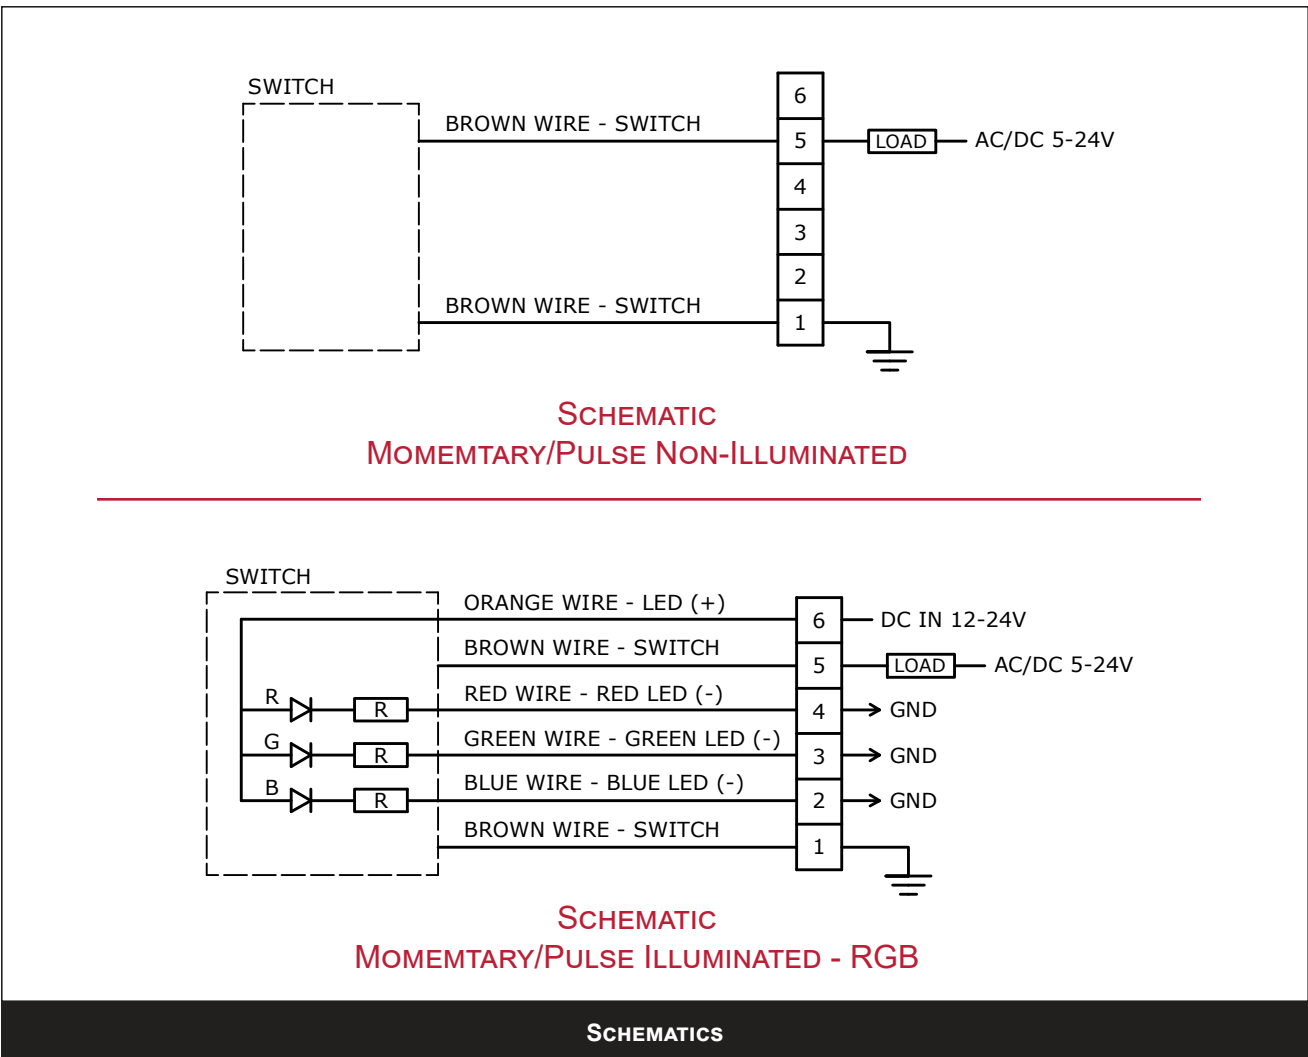 SWITCH
6
BROWN WIRE - SWITCH
5
LOAD
AC/DC 5-24V
4
3
2
BROWN WIRE - SWITCH
1
SCHEMATIC
MOMEMTARY/PULSE NON-ILLUMINATED
SWITCH
ORANGE WIRE - LED (+)
6
DC IN 12-24V
BROWN WIRE - SWITCH
5
LOAD
AC/DC 5-24V
R
R
RED WIRE - RED LED (-)
4
GND
G
R
GREEN WIRE - GREEN LED (-)
3
GND
B
R
BLUE WIRE - BLUE LED (-)
2
GND
BROWN WIRE - SWITCH
1
SCHEMATIC
MOMEMTARY/PULSE ILLUMINATED - RGB
SCHEMATICS